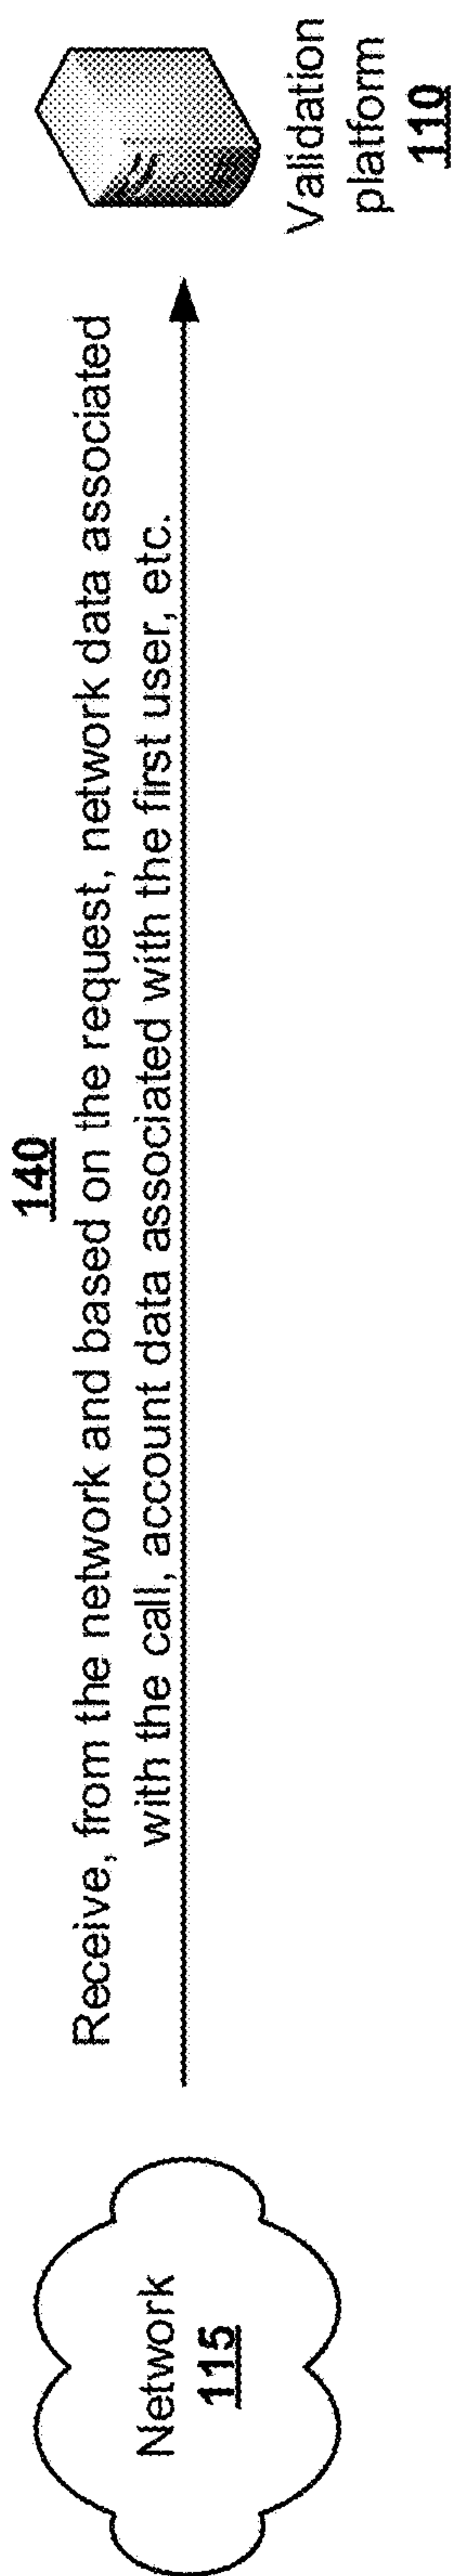 140
Receive, from the network and based on the request, network data associated
with the call, account data associated with the first user, etc.
Network
115
Validation
platform
110